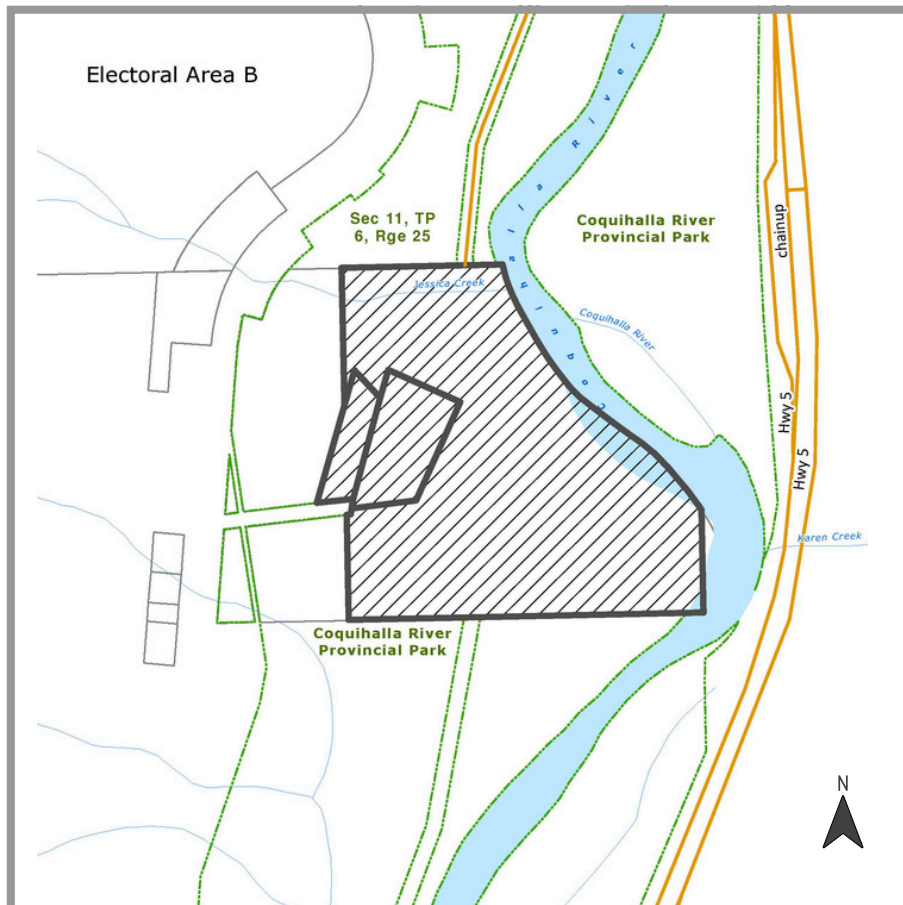 Electoral Area B
Sec 11, TP
6, Rge 25
Coquihalla River
Provincial Park
chainup
Jessica Creek
Coquihalla River
Hwy 5
Hwy 5
Karen Creek
Coquihalla River
Provincial Park
Coquihalla River
N